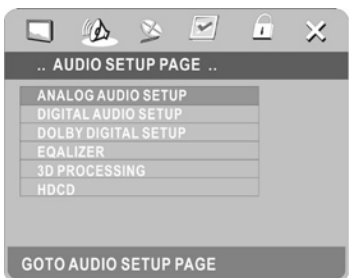 .. AUDIO SETUP PAGE ..
ANALOG AUDIO SETUP
DIGITAL AUDIO SETUP
DOLBY DIGITAL SETUP
EQALIZER
3D PROCESSING
HDCD
GOTO AUDIO SETUP PAGE